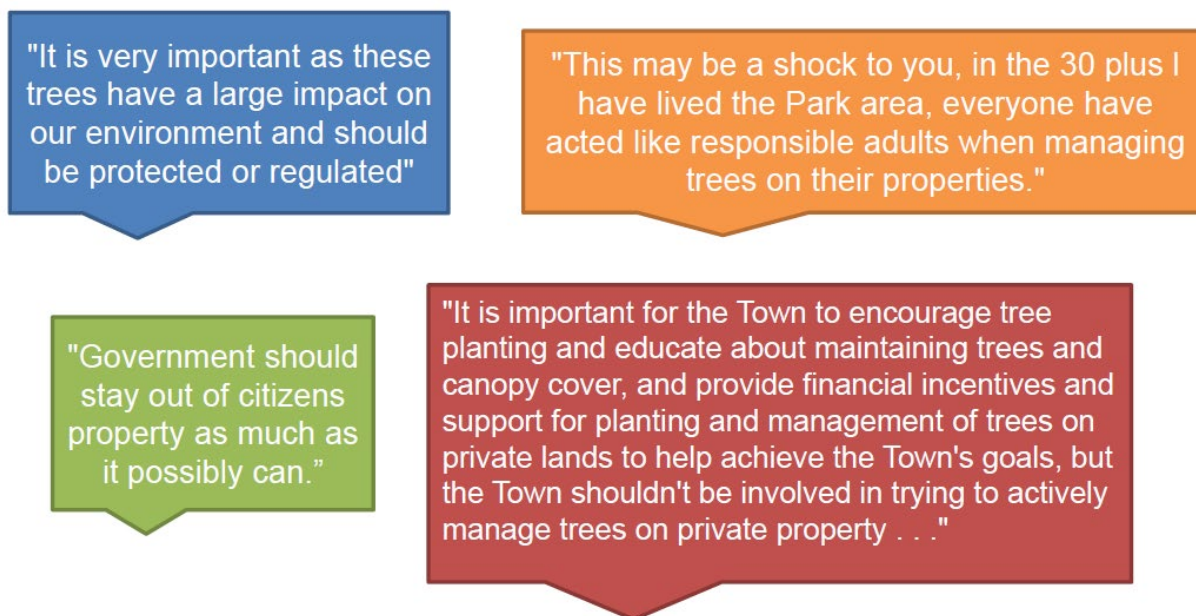 "It is very important as these
trees have a large impact on
our environment and should
be protected or regulated"
"This may be a shock to you, in the 30 plus I
have lived the Park area, everyone have
acted like responsible adults when managing
trees on their properties."
"Government should
stay out of citizens
property as much as
it possibly can.”
"It is important for the Town to encourage tree
planting and educate about maintaining trees and
canopy cover, and provide financial incentives and
support for planting and management of trees on
private lands to help achieve the Town's goals, but
the Town shouldn't be involved in trying to actively
manage trees on private property . . ."